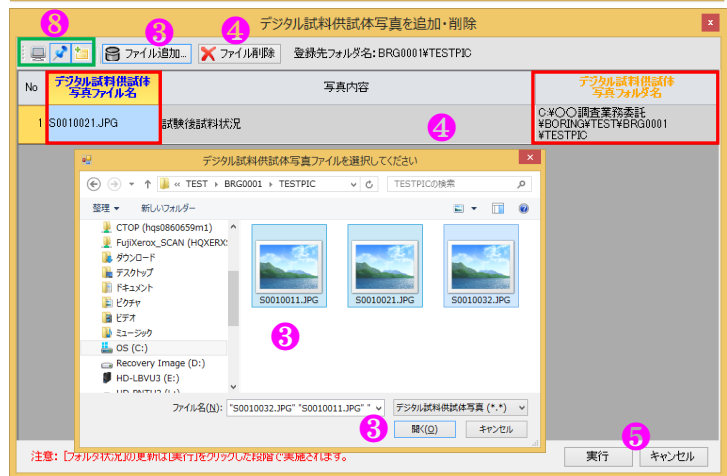 デジタル試料供試体写真を追加・削除
x
8
3
4
ファイル追加...
ファイル削除
登録先フォルダ名:BRG0001¥TESTPIC
No
デジタル試料供試体
写真ファイル名
写真内容
デジタル試料供試体
写真フォルダ名
1
S0010021.JPG
試験後試料状況
4
C:¥〇〇調査業務委託
¥BORING¥TEST¥BRG0001
¥TESTPIC
デジタル試料供試体写真ファイルを選択してください
x
« TEST ▸ BRG0001 ▸ TESTPIC
TESTPICの検索
整理 ▾
新しいフォルダー
CTOP (hqs0860659m1)
FujiXerox_SCAN (HQXERX:
ダウンロード
デスクトップ
ドキュメント
ピクチャ
ビデオ
ミュージック
OS (C:)
Recovery Image (D:)
HD-LBVU3 (E:)
S0010011.JPG
S0010021.JPG
S0010032.JPG
3
ファイル名(N):
"S0010032.JPG" "S0010011.JPG" "
デジタル試料供試体写真 (*.*)
3
開く(O)
キャンセル
5
注意:［フォルダ状況］の更新は［実行］をクリックした段階で実施されます。
実行
キャンセル